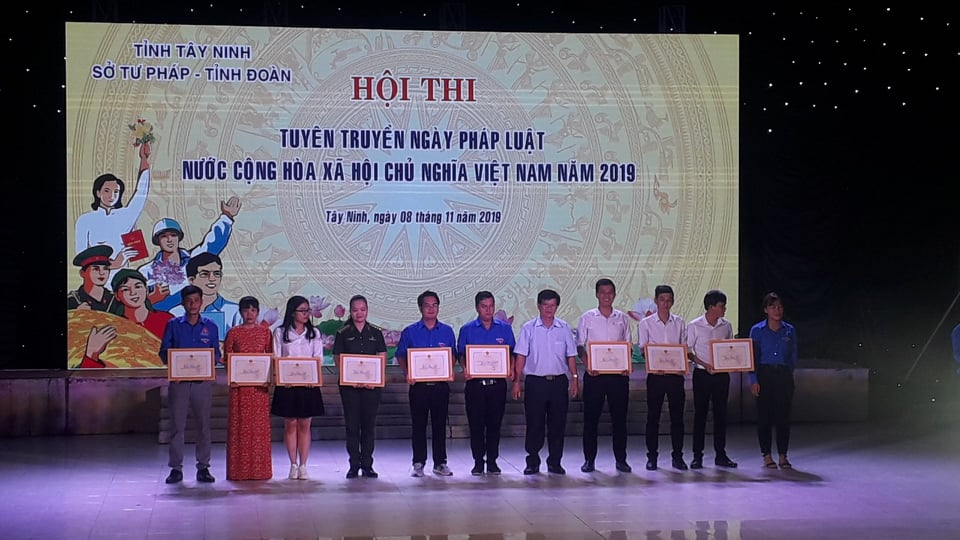 TỈNH TÂY NINH
SỞ TƯ PHÁP - TỈNH ĐOÀN
HỘI THI
TUYÊN TRUYỀN NGÀY PHÁP LUẬT
NƯỚC CỘNG HÒA XÃ HỘI CHỦ NGHĨA VIỆT NAM NĂM 2019
Tây Ninh, ngày 08 tháng 11 năm 2019